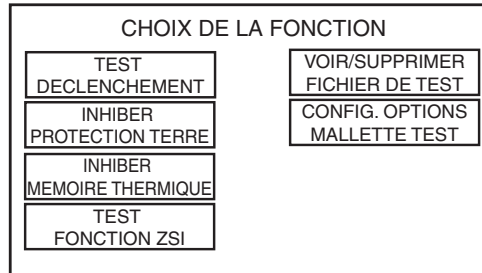 CHOIX DE LA FONCTION
TEST
DECLENCHEMENT
INHIBER
PROTECTION TERRE
INHIBER
MEMOIRE THERMIQUE
TEST
FONCTION ZSI
VOIR/SUPPRIMER
FICHIER DE TEST
CONFIG. OPTIONS
MALLETTE TEST